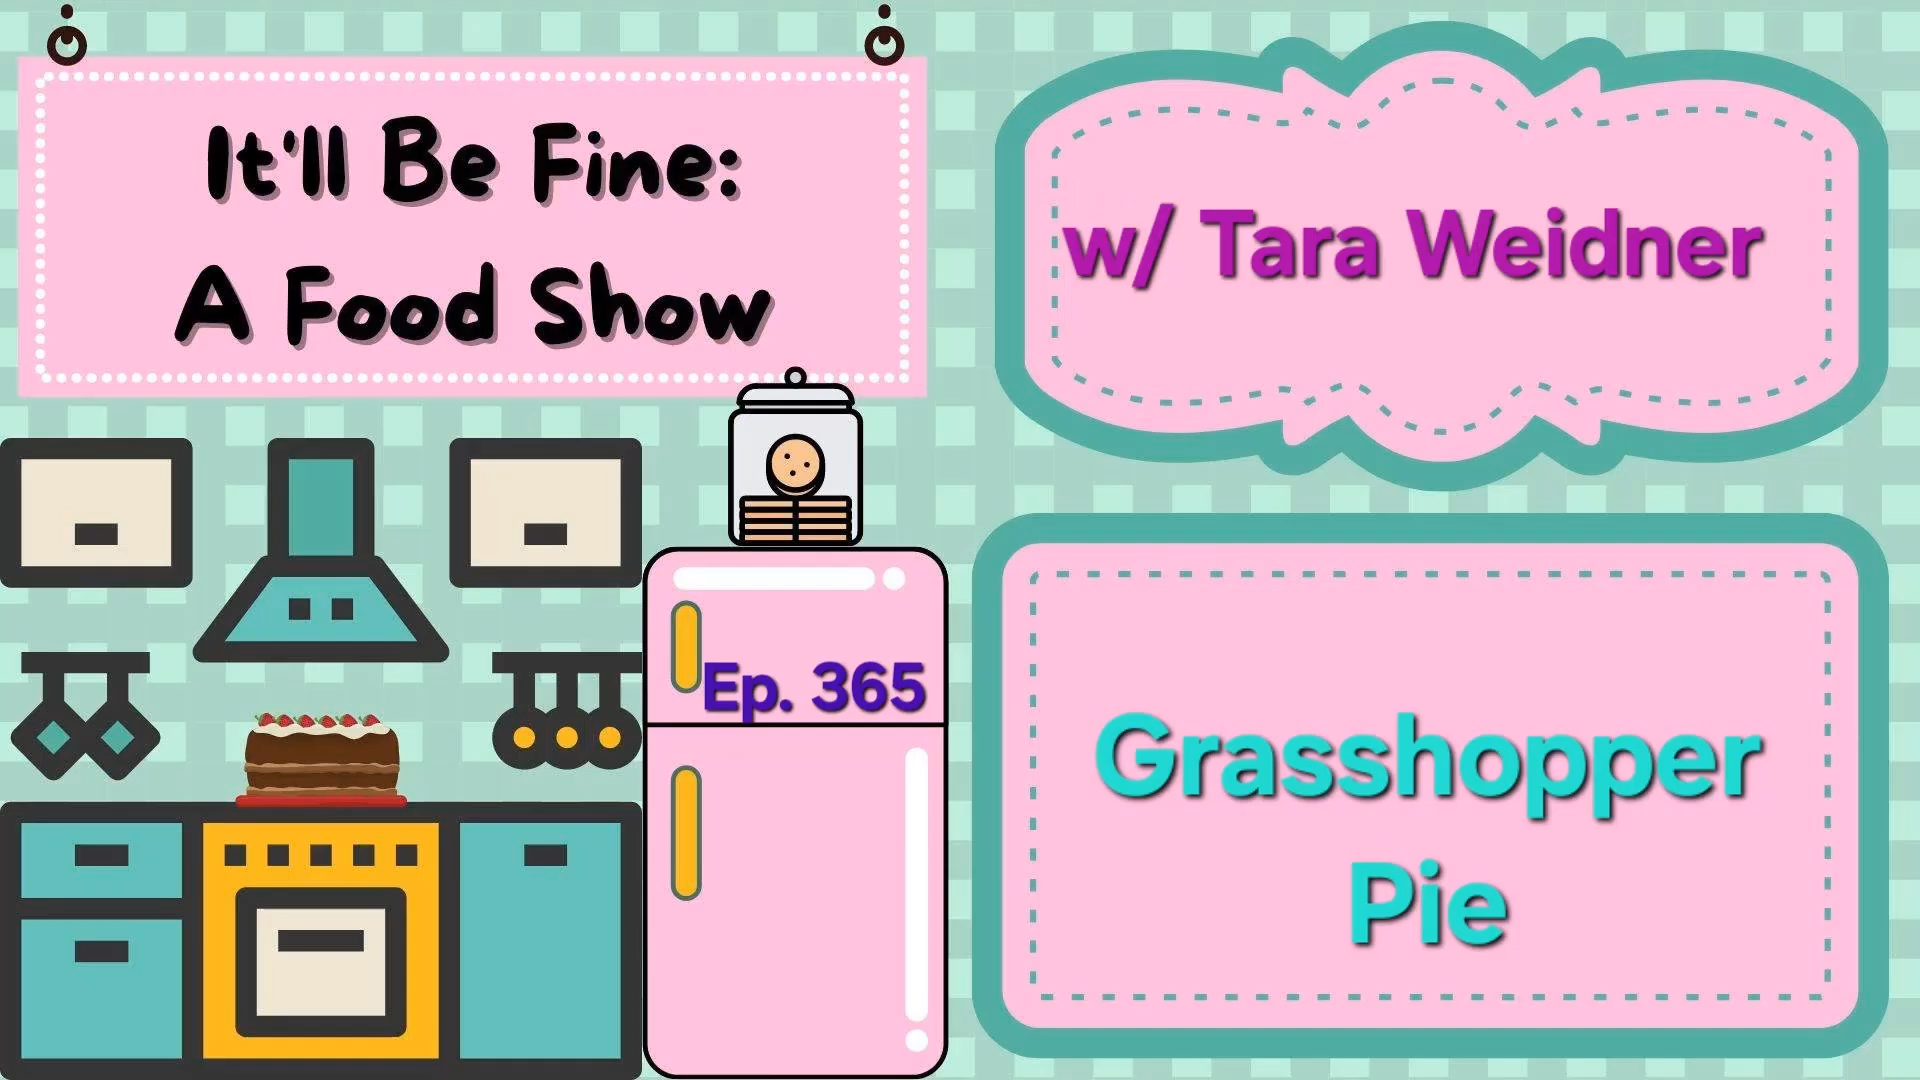 It'll Be Fine:
A Food Show
w/ Tara Weidner
Ep. 365
Grasshopper
Pie